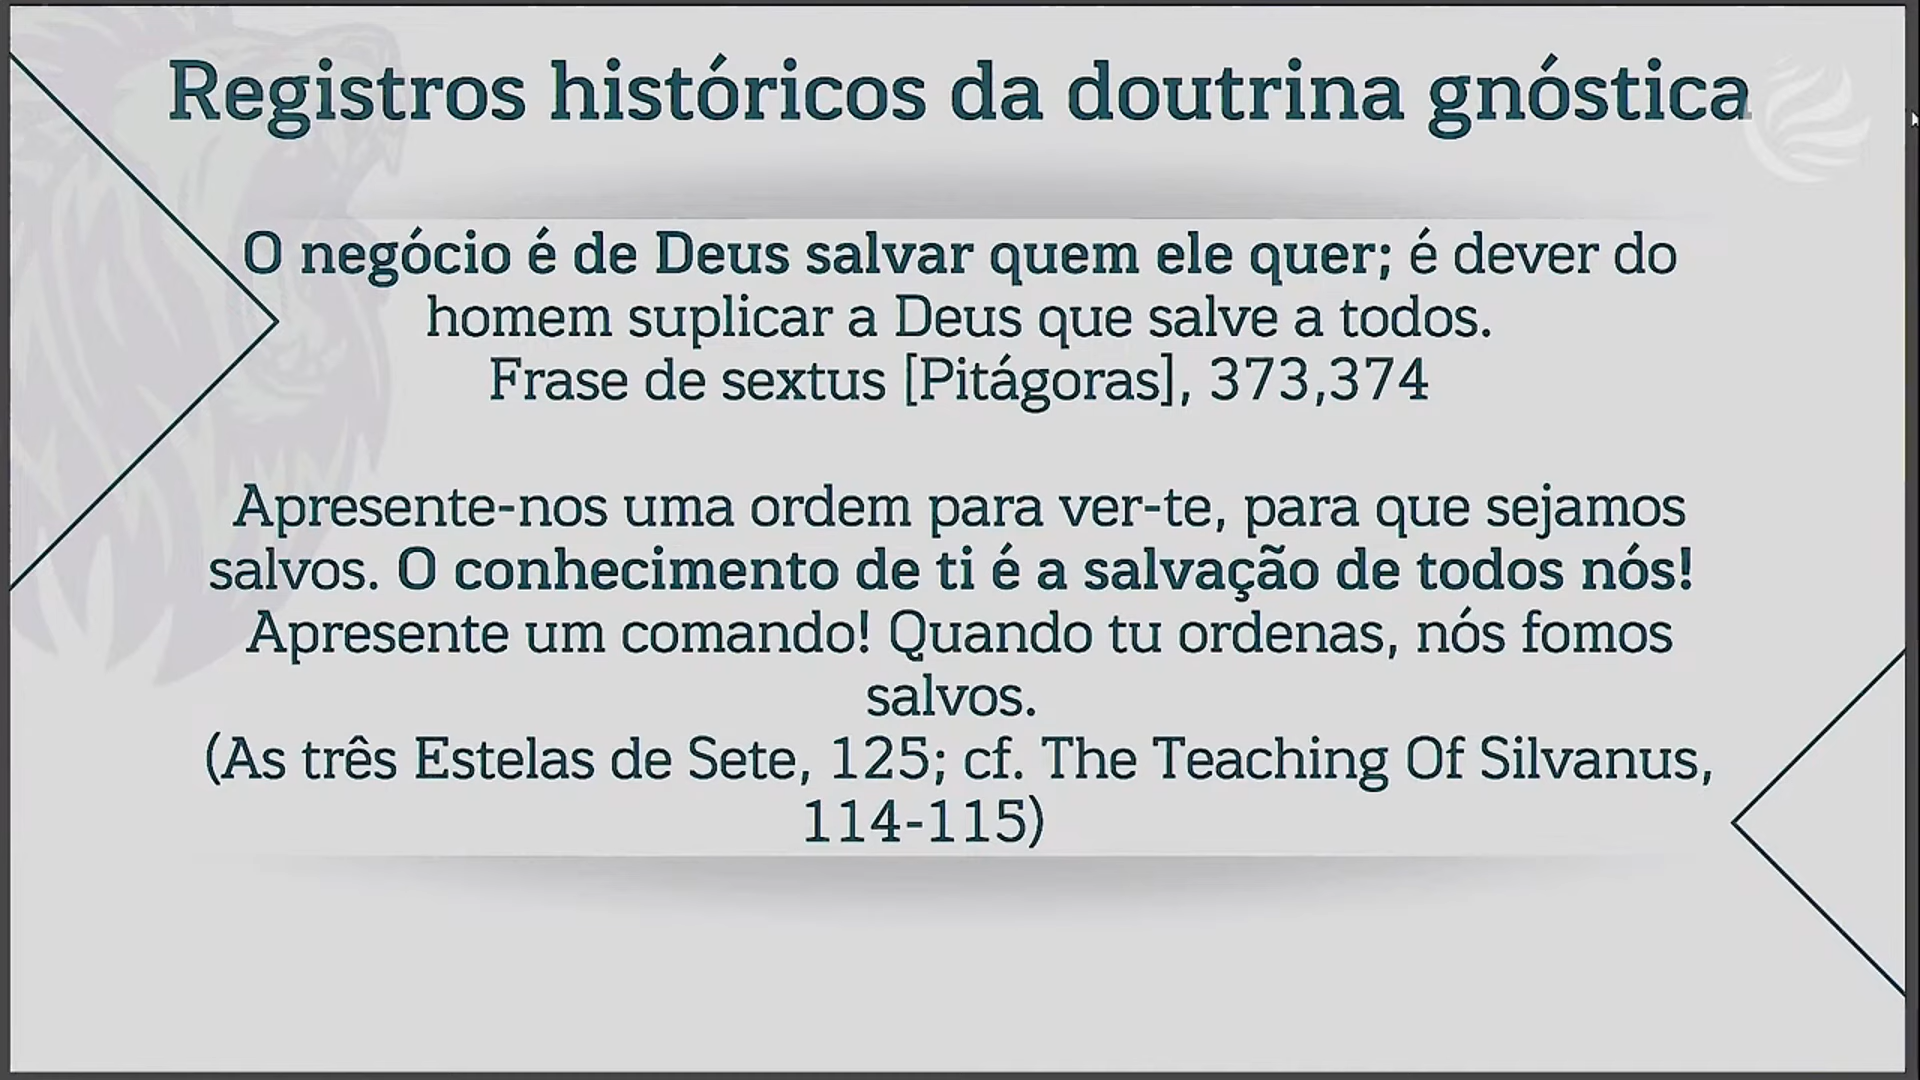 Registros históricos da doutrina gnóstica
O negócio é de Deus salvar quem ele quer; é dever do
homem suplicar a Deus que salve a todos.
Frase de sextus [Pitágoras], 373,374
Apresente-nos uma ordem para ver-te, para que sejamos
salvos. O conhecimento de ti é a salvação de todos nós!
Apresente um comando! Quando tu ordenas, nós fomos
salvos.
(As três Estelas de Sete, 125; cf. The Teaching Of Silvanus,
114-115)